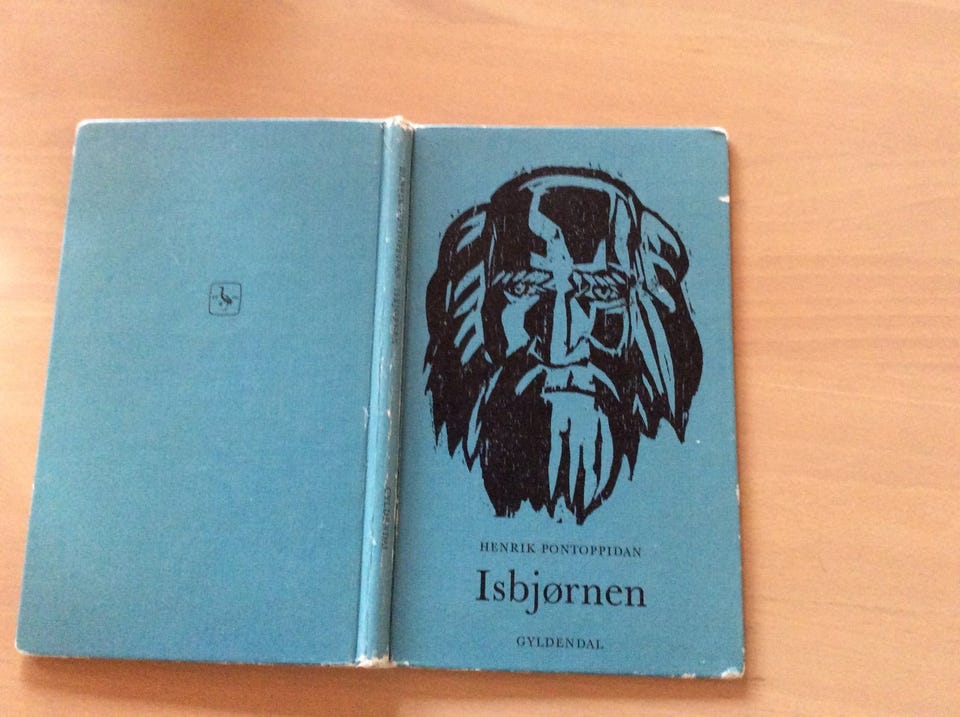 HENRIK PONTOPPIDAN
Isbjørnen
GYLDENDAL